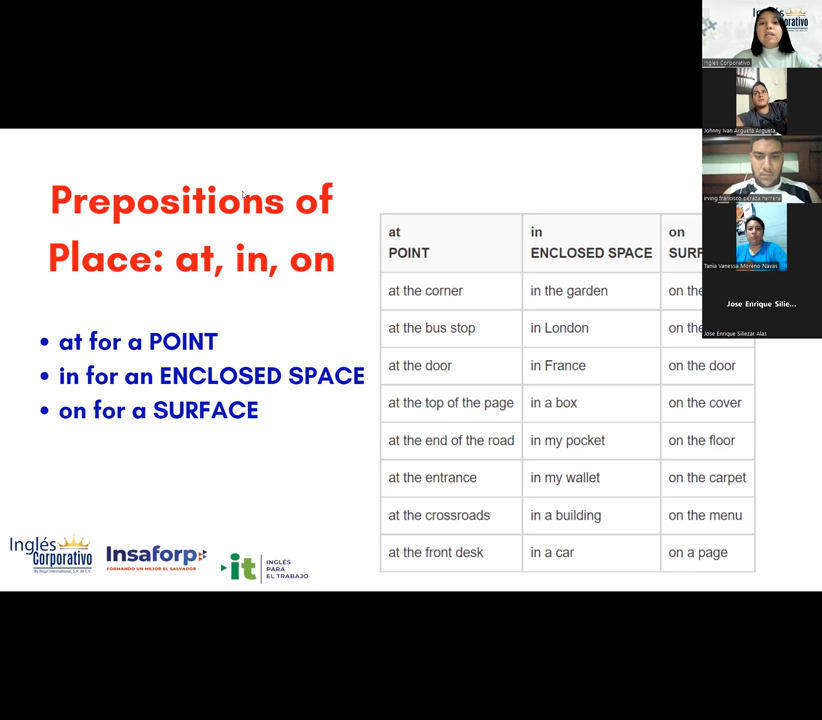 Prepositions of
Place: at, in, on
• at for a POINT
• in for an ENCLOSED SPACE
• on for a SURFACE
at in on
POINT ENCLOSED SPACE
at the corner in the garden on the
at the bus stop in London on the
at the door in France on the door
at the top of the page in a box on the cover
at the end of the road in my pocket on the floor
at the entrance in my wallet on the carpet
at the crossroads in a building on the menu
at the front desk in a car on a page
Inglés
Corporativo
Insaforp
FORMANDO UN MEJOR EL SALVADOR
it
INGLÉS
PARA
EL TRABAJO
Inglés Corporativo
Johnny Ivan Argueta Argueta
irving francisco peraza herrera
Tania Vanessa Moreno Navas
Jose Enrique Silie...
Jose Enrique Siliezar Alas